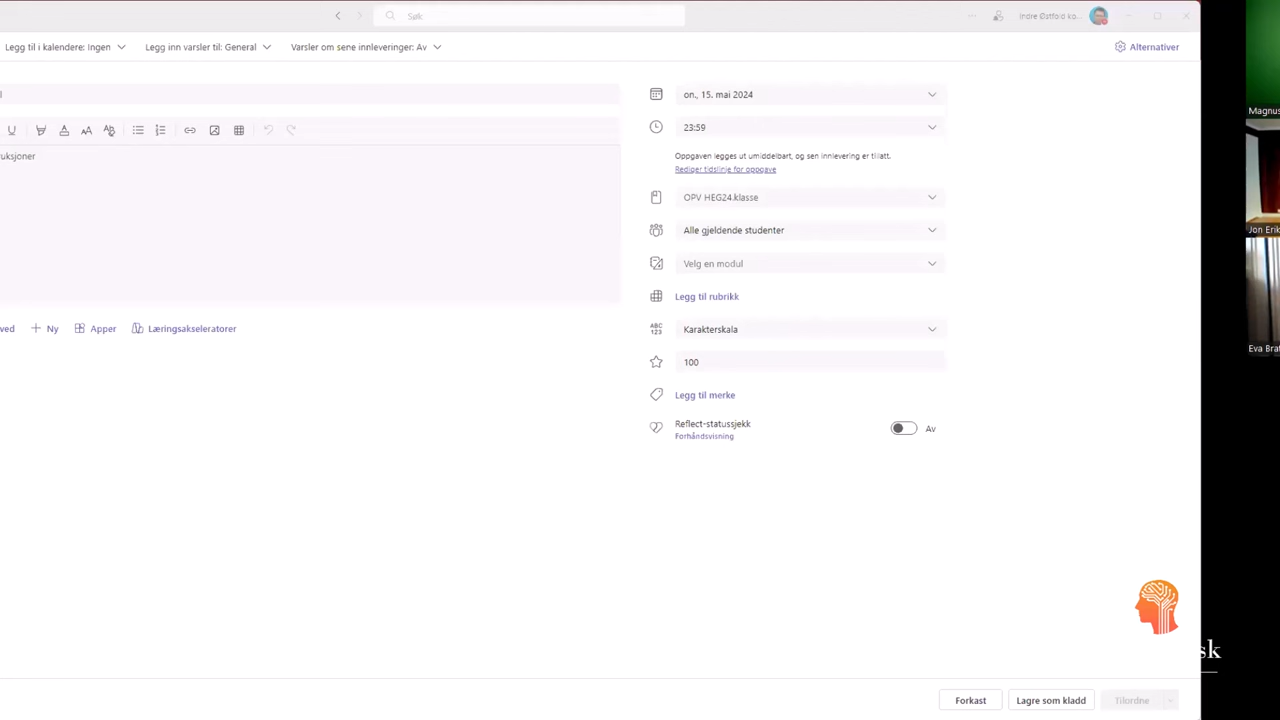 Søk
Indre Østfold ko...
Legg til i kalendere: Ingen
Legg inn varsler til: General
Varsler om sene innleveringer: Av
Alternativer
on., 15. mai 2024
23:59
uksjoner
Oppgaven legges ut umiddelbart, og sen innlevering er tillatt.
Rediger tidslinje for oppgave
OPV HEG24.klasse
Alle gjeldende studenter
Velg en modul
Legg til rubrikk
ved
Ny
Apper
Læringsakseleratorer
ABC
123
Karakterskala
100
Legg til merke
Reflect-statussjekk
Forhåndsvisning
Av
Forkast
Lagre som kladd
Tilordne
sk
Magnus
Jon Erik
Eva Brat